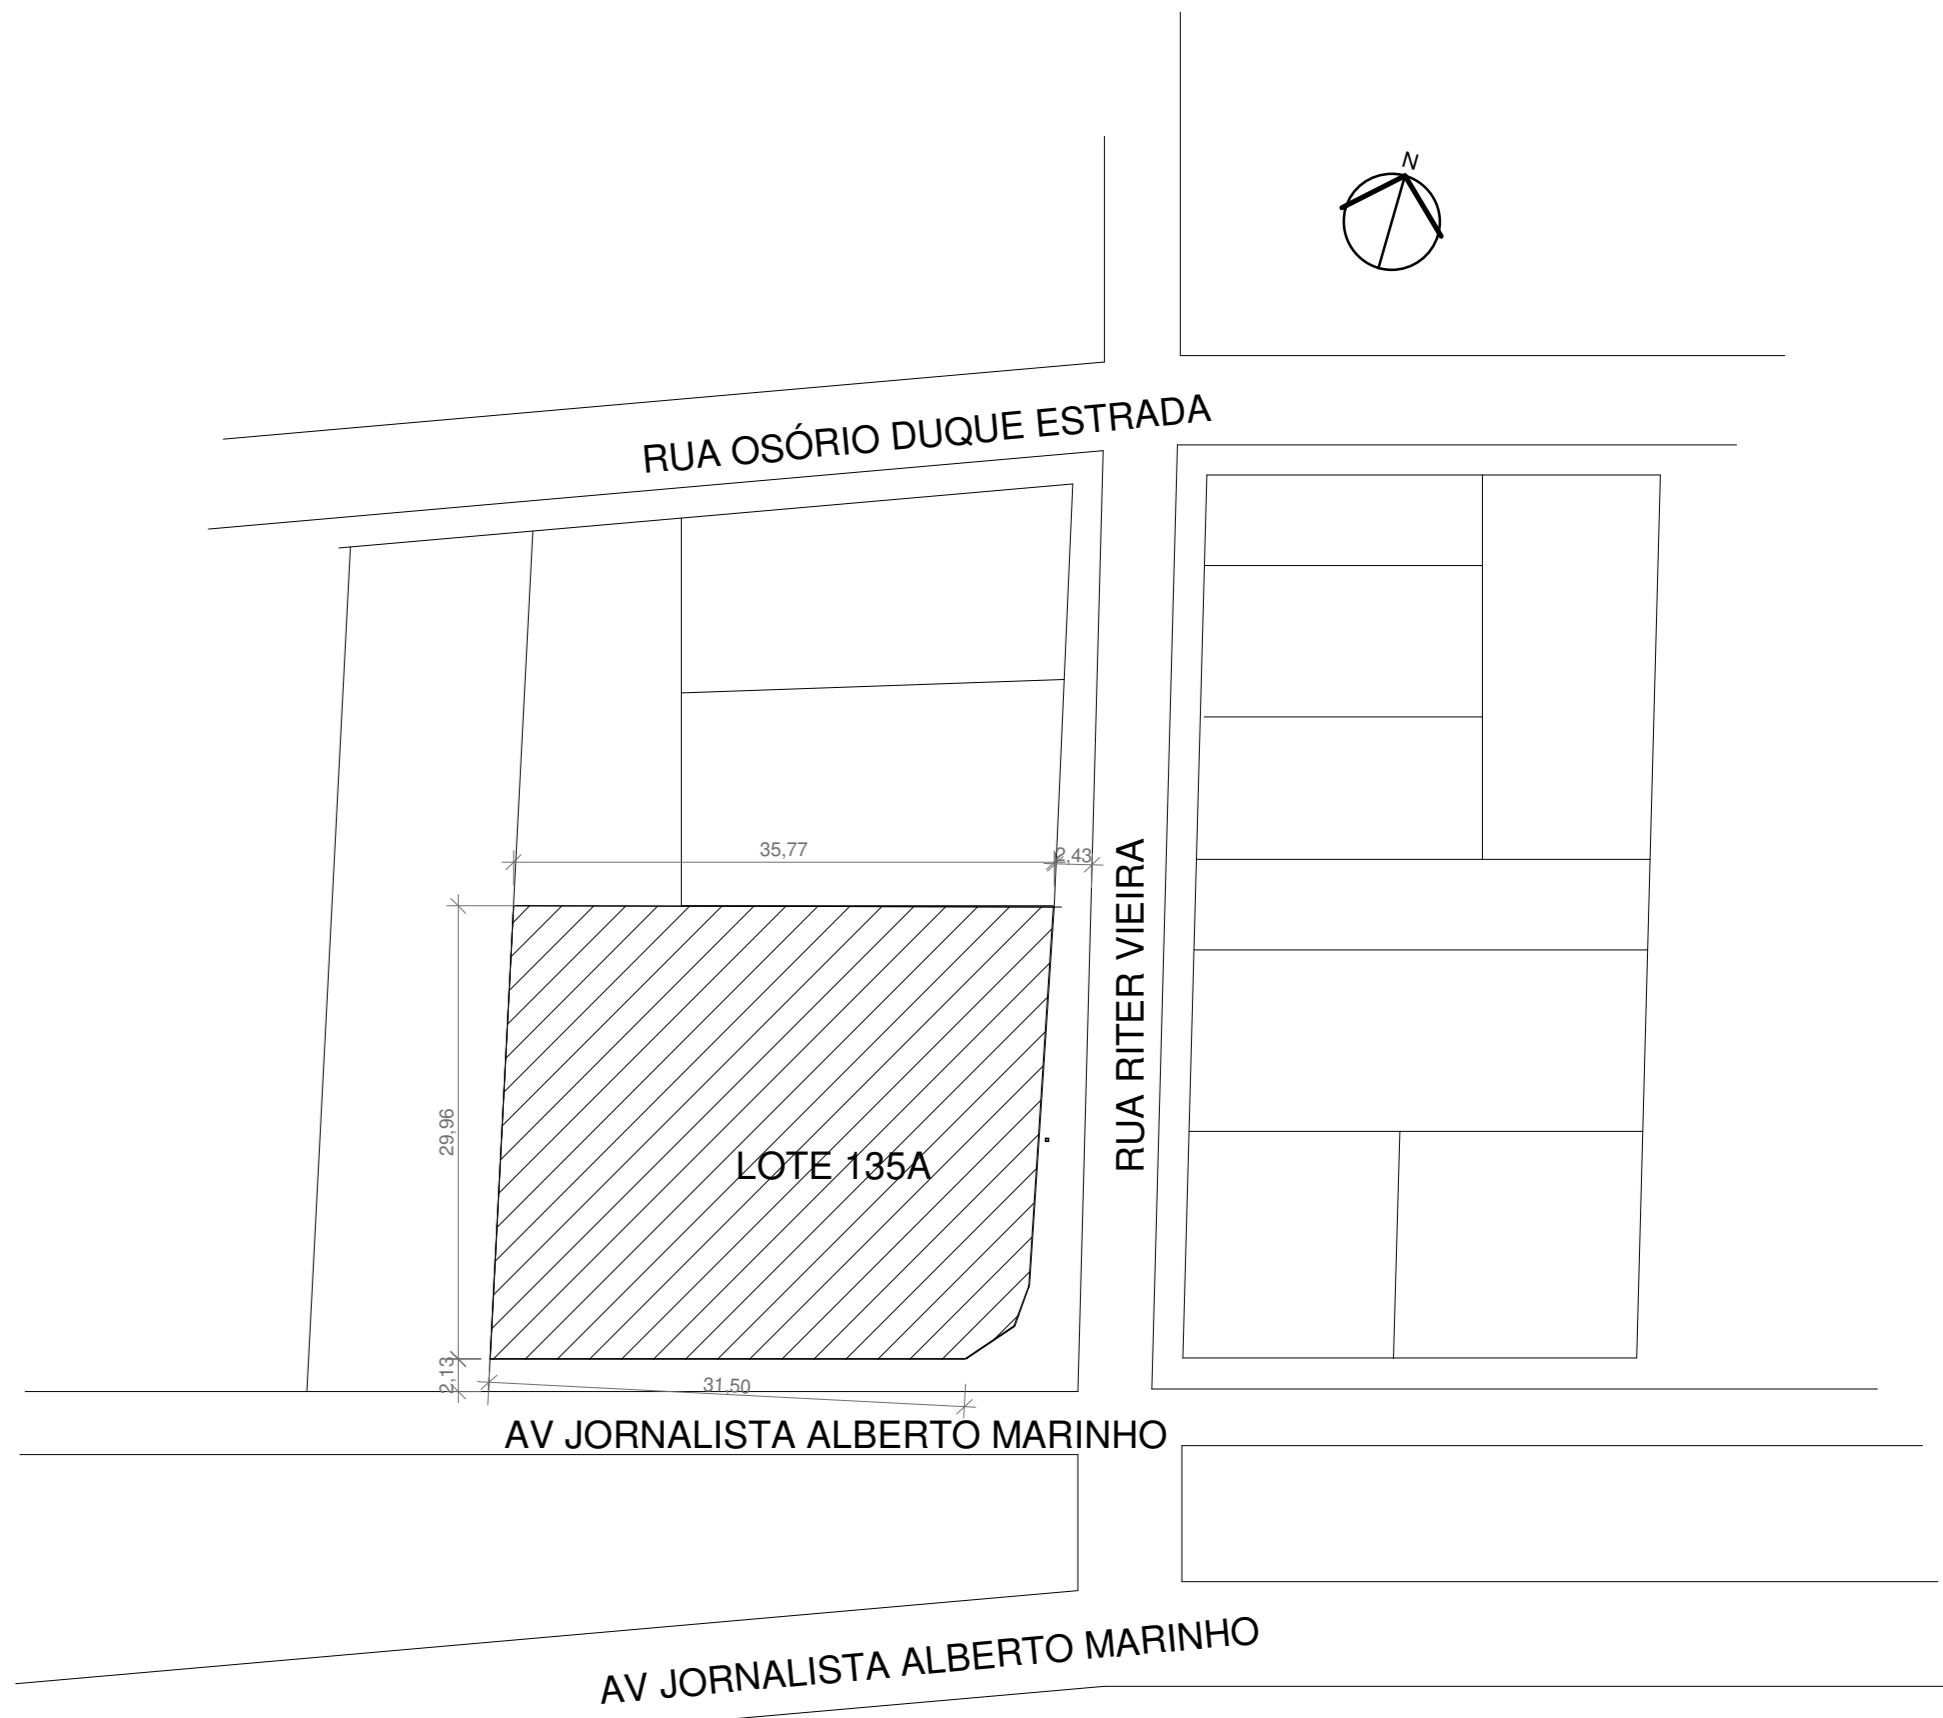 N
RUA OSÓRIO DUQUE ESTRADA
35,77
2,43
RUA RITER VIEIRA
29,96
LOTE 135A
2,13
31,50
AV JORNALISTA ALBERTO MARINHO
AV JORNALISTA ALBERTO MARINHO